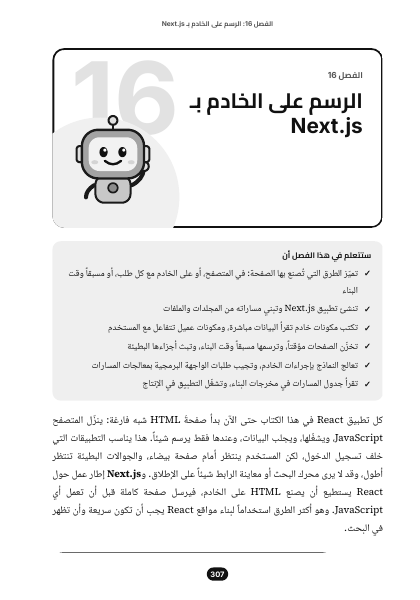 الفصل 16: الرسم على الخادم بـ Next.js
16
الفصل 16
الرسم على الخادم بـ
Next.js
ستتعلم في هذا الفصل أن
✓ تميّز الطرق التي تُصنع بها الصفحة: في المتصفح، أو على الخادم مع كل طلب، أو مسبقاً وقت
البناء
✓ تنشئ تطبيق Next.js وتبني مساراته من المجلدات والملفات
✓ تكتب مكونات خادم تقرأ البيانات مباشرة، ومكونات عميل تتفاعل مع المستخدم
✓ تخزّن الصفحات مؤقتاً، وترسمها مسبقاً وقت البناء، وتبث أجزاءها البطيئة
✓ تعالج النماذج بإجراءات الخادم، وتجيب طلبات الواجهة البرمجية بمعالجات المسارات
✓ تقرأ جدول المسارات في مخرجات البناء، وتشغّل التطبيق في الإنتاج
كل تطبيق React في هذا الكتاب حتى الآن بدأ صفحة HTML شبه فارغة: ينزّل المتصفح
JavaScript، ويشغّلها، ويجلب البيانات، وعندها فقط يرسم شيئاً. هذا يناسب التطبيقات التي
خلف تسجيل الدخول، لكن المستخدم ينتظر أمام صفحة بيضاء، والجوالات البطيئة تنتظر
أطول، وقد لا يرى محرك البحث أو معاينة الرابط شيئاً على الإطلاق. وNext.js إطار عمل حول
React يستطيع أن يصنع HTML على الخادم، فيرسل صفحة كاملة قبل أن تعمل أي
JavaScript. وهو أكثر الطرق استخداماً لبناء مواقع React يجب أن تكون سريعة وأن تظهر
في البحث.
307